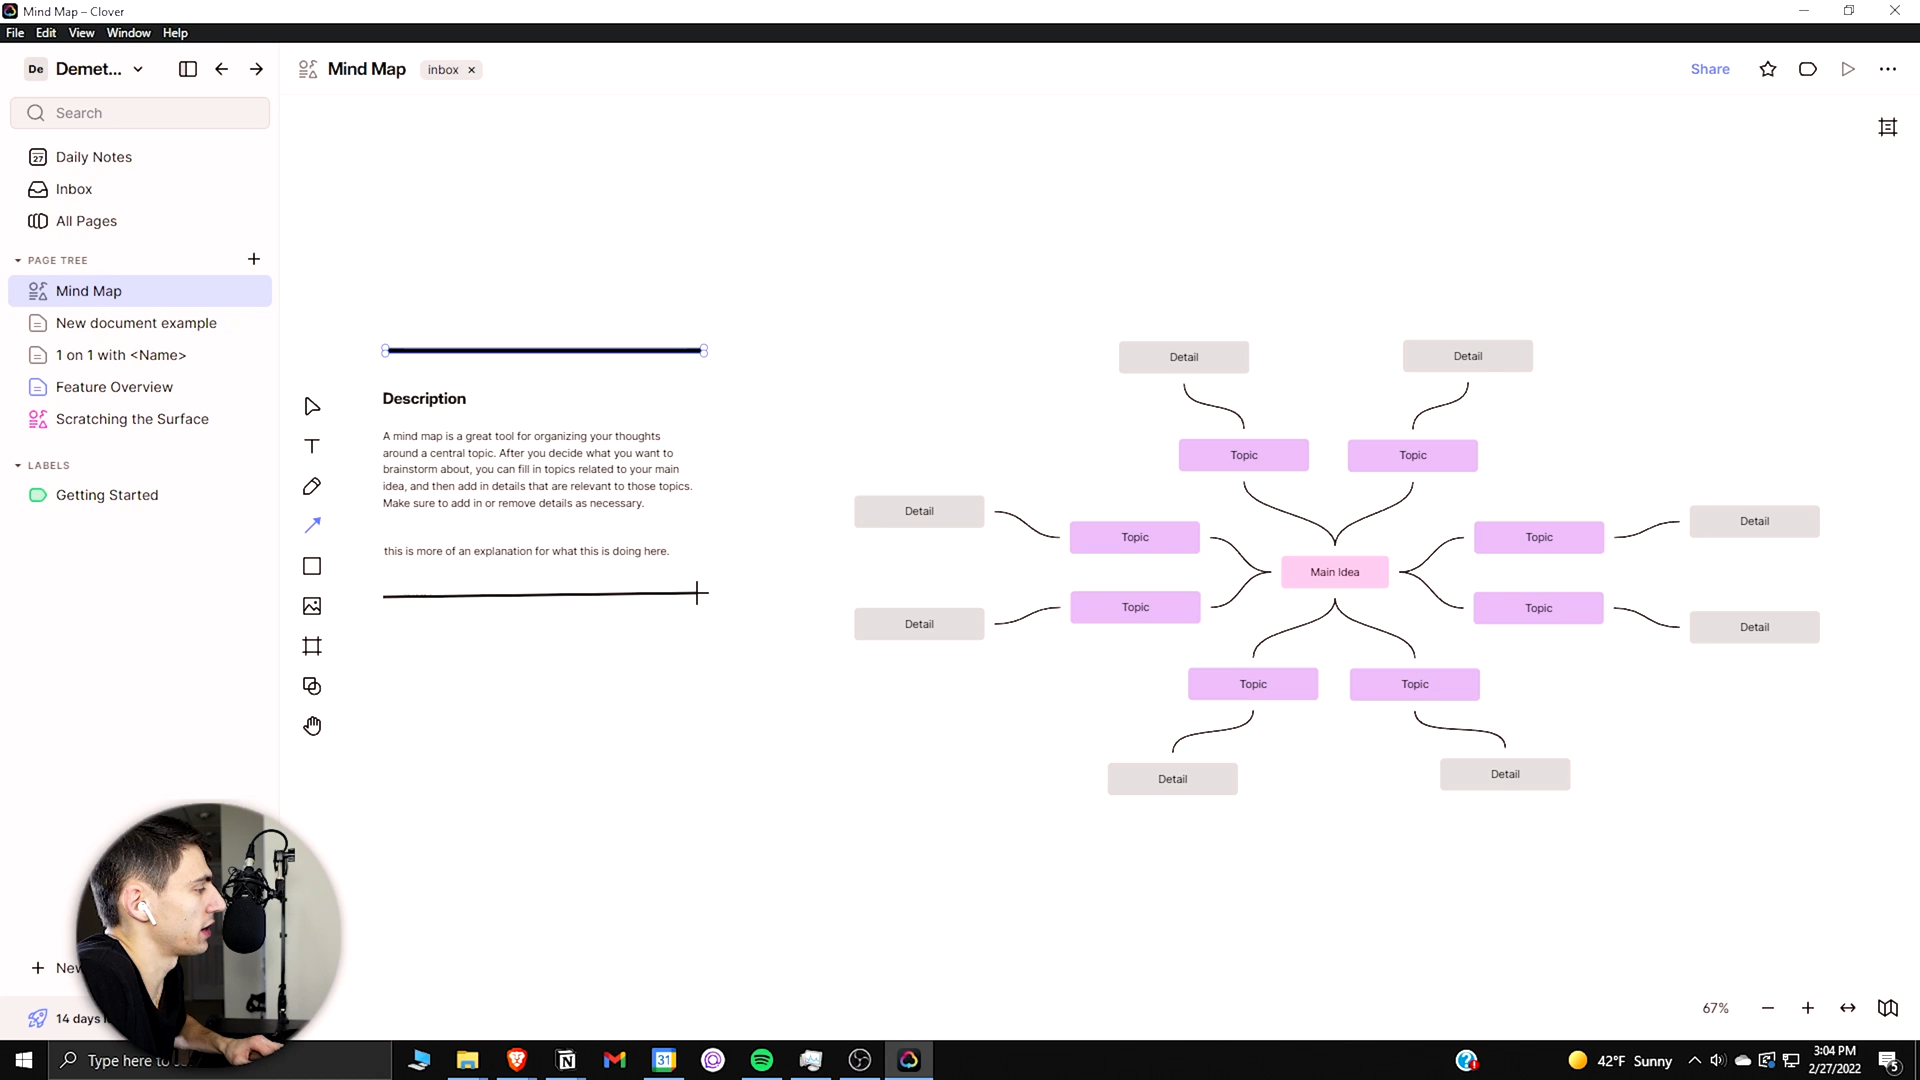 Mind Map – Clover
File Edit View Window Help
De Demet...
Mind Map inbox ×
Share
Search
27 Daily Notes
Inbox
All Pages
PAGE TREE
Mind Map
New document example
1 on 1 with <Name>
Feature Overview
Scratching the Surface
LABELS
Getting Started
Description
A mind map is a great tool for organizing your thoughts
around a central topic. After you decide what you want to
brainstorm about, you can fill in topics related to your main
idea, and then add in details that are relevant to those topics.
Make sure to add in or remove details as necessary.
this is more of an explanation for what this is doing here.
Detail Detail
Topic Topic
Detail Topic Topic Detail
Main Idea
Detail Topic Topic Detail
Topic Topic
Detail Detail
New
14 days
67%
Type here to
31
42°F Sunny
3:04 PM
2/27/2022
5